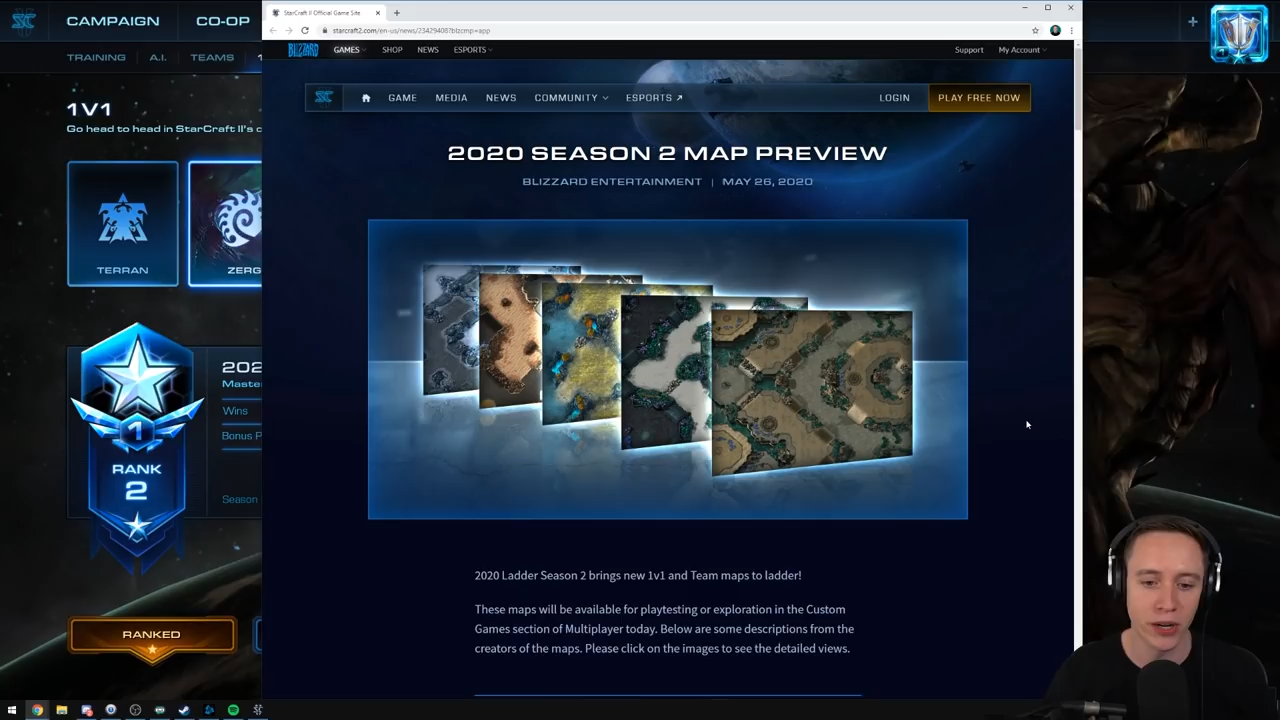 CAMPAIGN
CO-OP
TRAINING
A.I.
TEAMS
1V1
Go head to head in StarCraft II's
TERRAN
ZERG
202
Maste
Wins
Bonus P
Season
1
RANK
2
RANKED
StarCraft II Official Game Site
starcraft2.com/en-us/news/23429408?blzcmp=app
BLIZZARD
GAMES
SHOP
NEWS
ESPORTS
Support
My Account
GAME
MEDIA
NEWS
COMMUNITY
ESPORTS
LOGIN
PLAY FREE NOW
2020 SEASON 2 MAP PREVIEW
BLIZZARD ENTERTAINMENT | MAY 26, 2020
2020 Ladder Season 2 brings new 1v1 and Team maps to ladder!
These maps will be available for playtesting or exploration in the Custom
Games section of Multiplayer today. Below are some descriptions from the
creators of the maps. Please click on the images to see the detailed views.